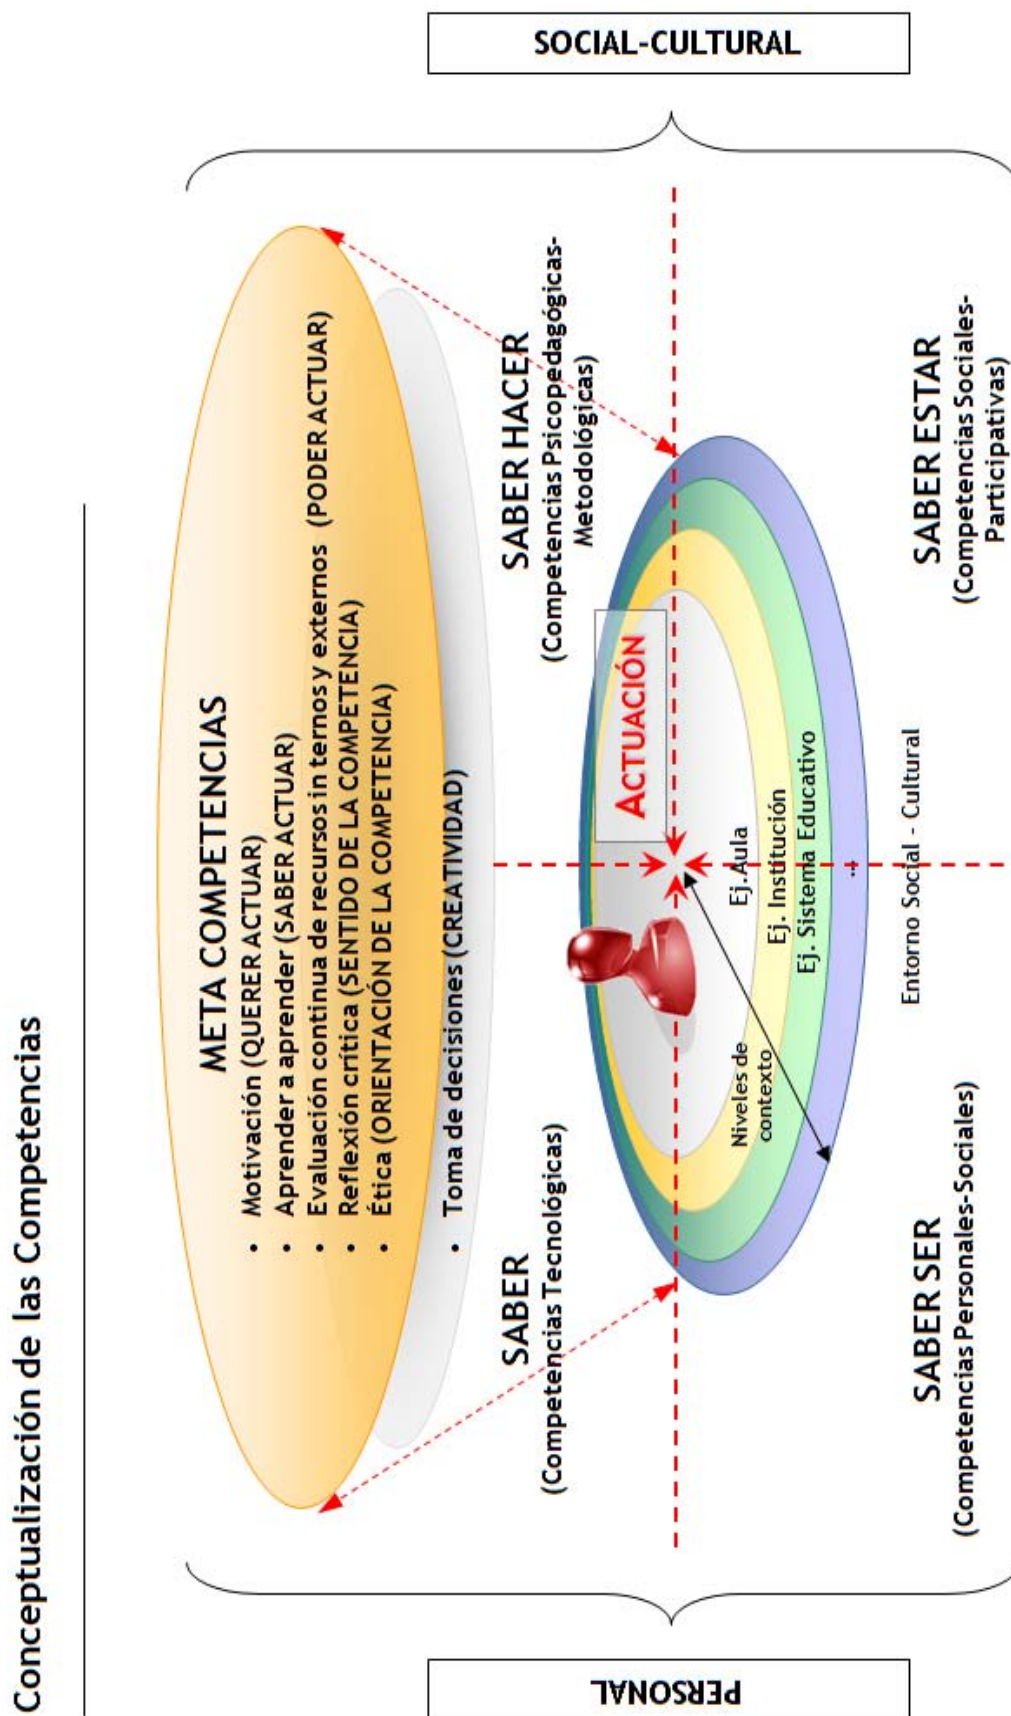 Conceptualización de las Competencias
META COMPETENCIAS
• Motivación (QUERER ACTUAR)
• Aprender a aprender (SABER ACTUAR)
• Evaluación continua de recursos in ternos y externos (PODER ACTUAR)
• Reflexión crítica (SENTIDO DE LA COMPETENCIA)
• Ética (ORIENTACIÓN DE LA COMPETENCIA)
• Toma de decisiones (CREATIVIDAD)
PERSONAL
SOCIAL-CULTURAL
SABER
(Competencias Tecnológicas)
SABER HACER
(Competencias Psicopedagógicas-
Metodológicas)
ACTUACIÓN
Niveles de
contexto
Ej. Aula
Ej. Institución
Ej. Sistema Educativo
...
Entorno Social - Cultural
SABER SER
(Competencias Personales-Sociales)
SABER ESTAR
(Competencias Sociales-
Participativas)